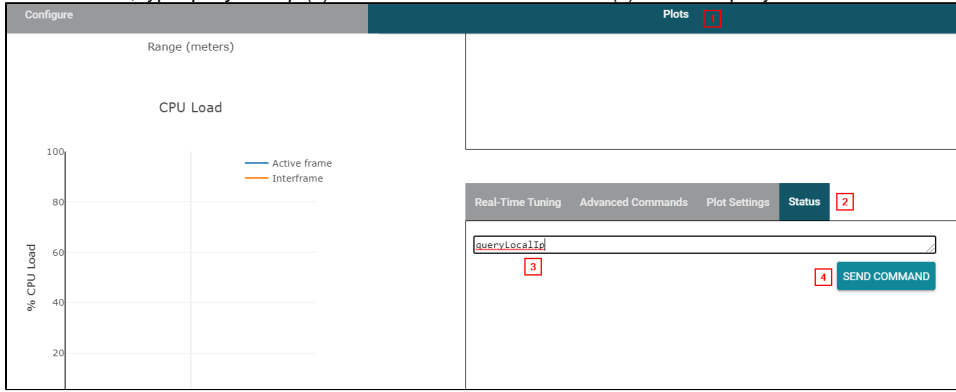 Configure
Plots
1
Range (meters)
CPU Load
100
80
60
40
20
% CPU Load
Active frame
Interframe
Real-Time Tuning Advanced Commands Plot Settings Status 2
queryLocalIp
3
4 SEND COMMAND